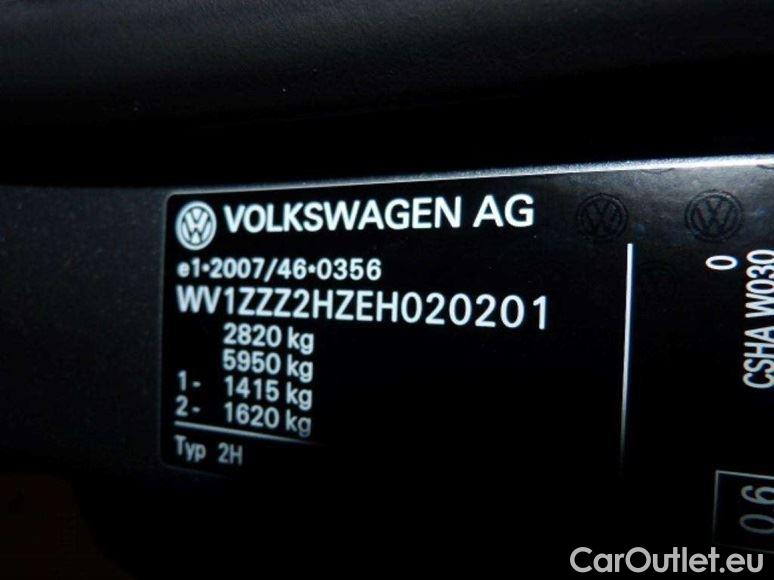 VOLKSWAGEN AG
e1*2007/46*0356
WV1ZZZ2HZEH020201
2820 kg
5950 kg
1- 1415 kg
2- 1620 kg
Typ 2H
0
CSHA W030
06
CarOutlet.eu